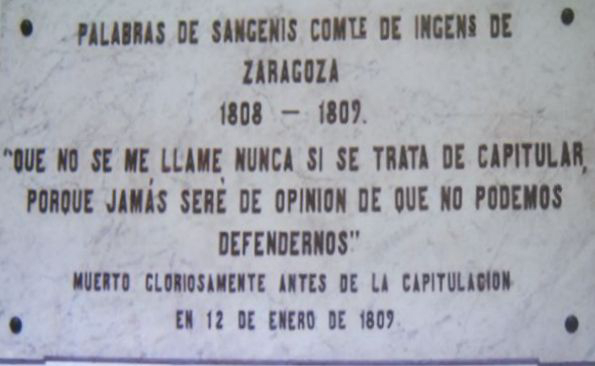 PALABRAS DE SANGENIS COMTE DE INGENS DE
ZARAGOZA
1808 — 1809.
"QUE NO SE ME LLAME NUNCA SI SE TRATA DE CAPITULAR,
PORQUE JAMÁS SERÈ DE OPINION DE QUE NO PODEMOS
DEFENDERNOS"
MUERTO GLORIOSAMENTE ANTES DE LA CAPITULACION
EN 12 DE ENERO DE 1809.